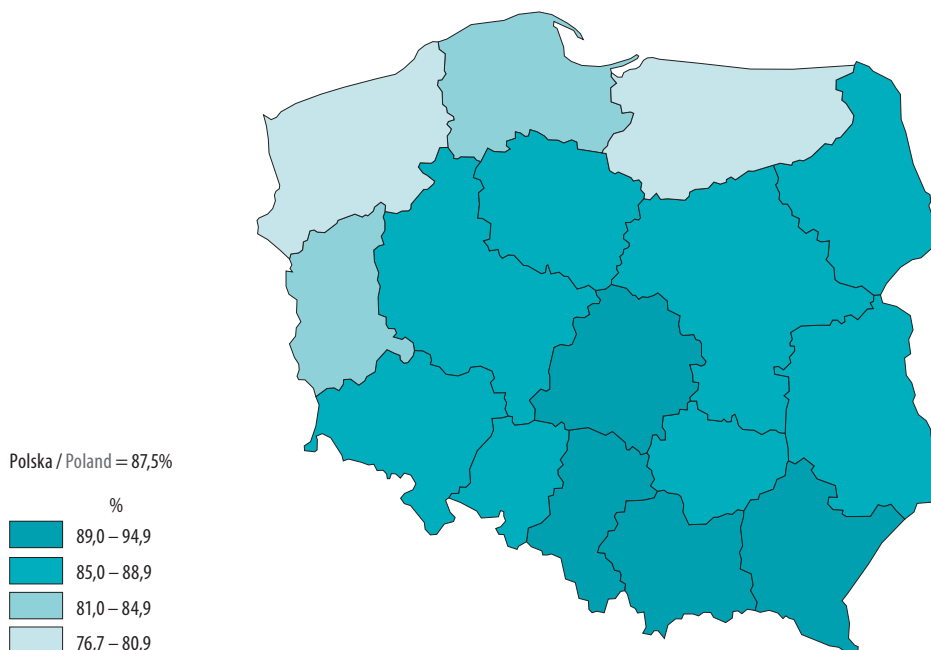 Polska / Poland = 87,5%
%
89,0 – 94,9
85,0 – 88,9
81,0 – 84,9
76,7 – 80,9